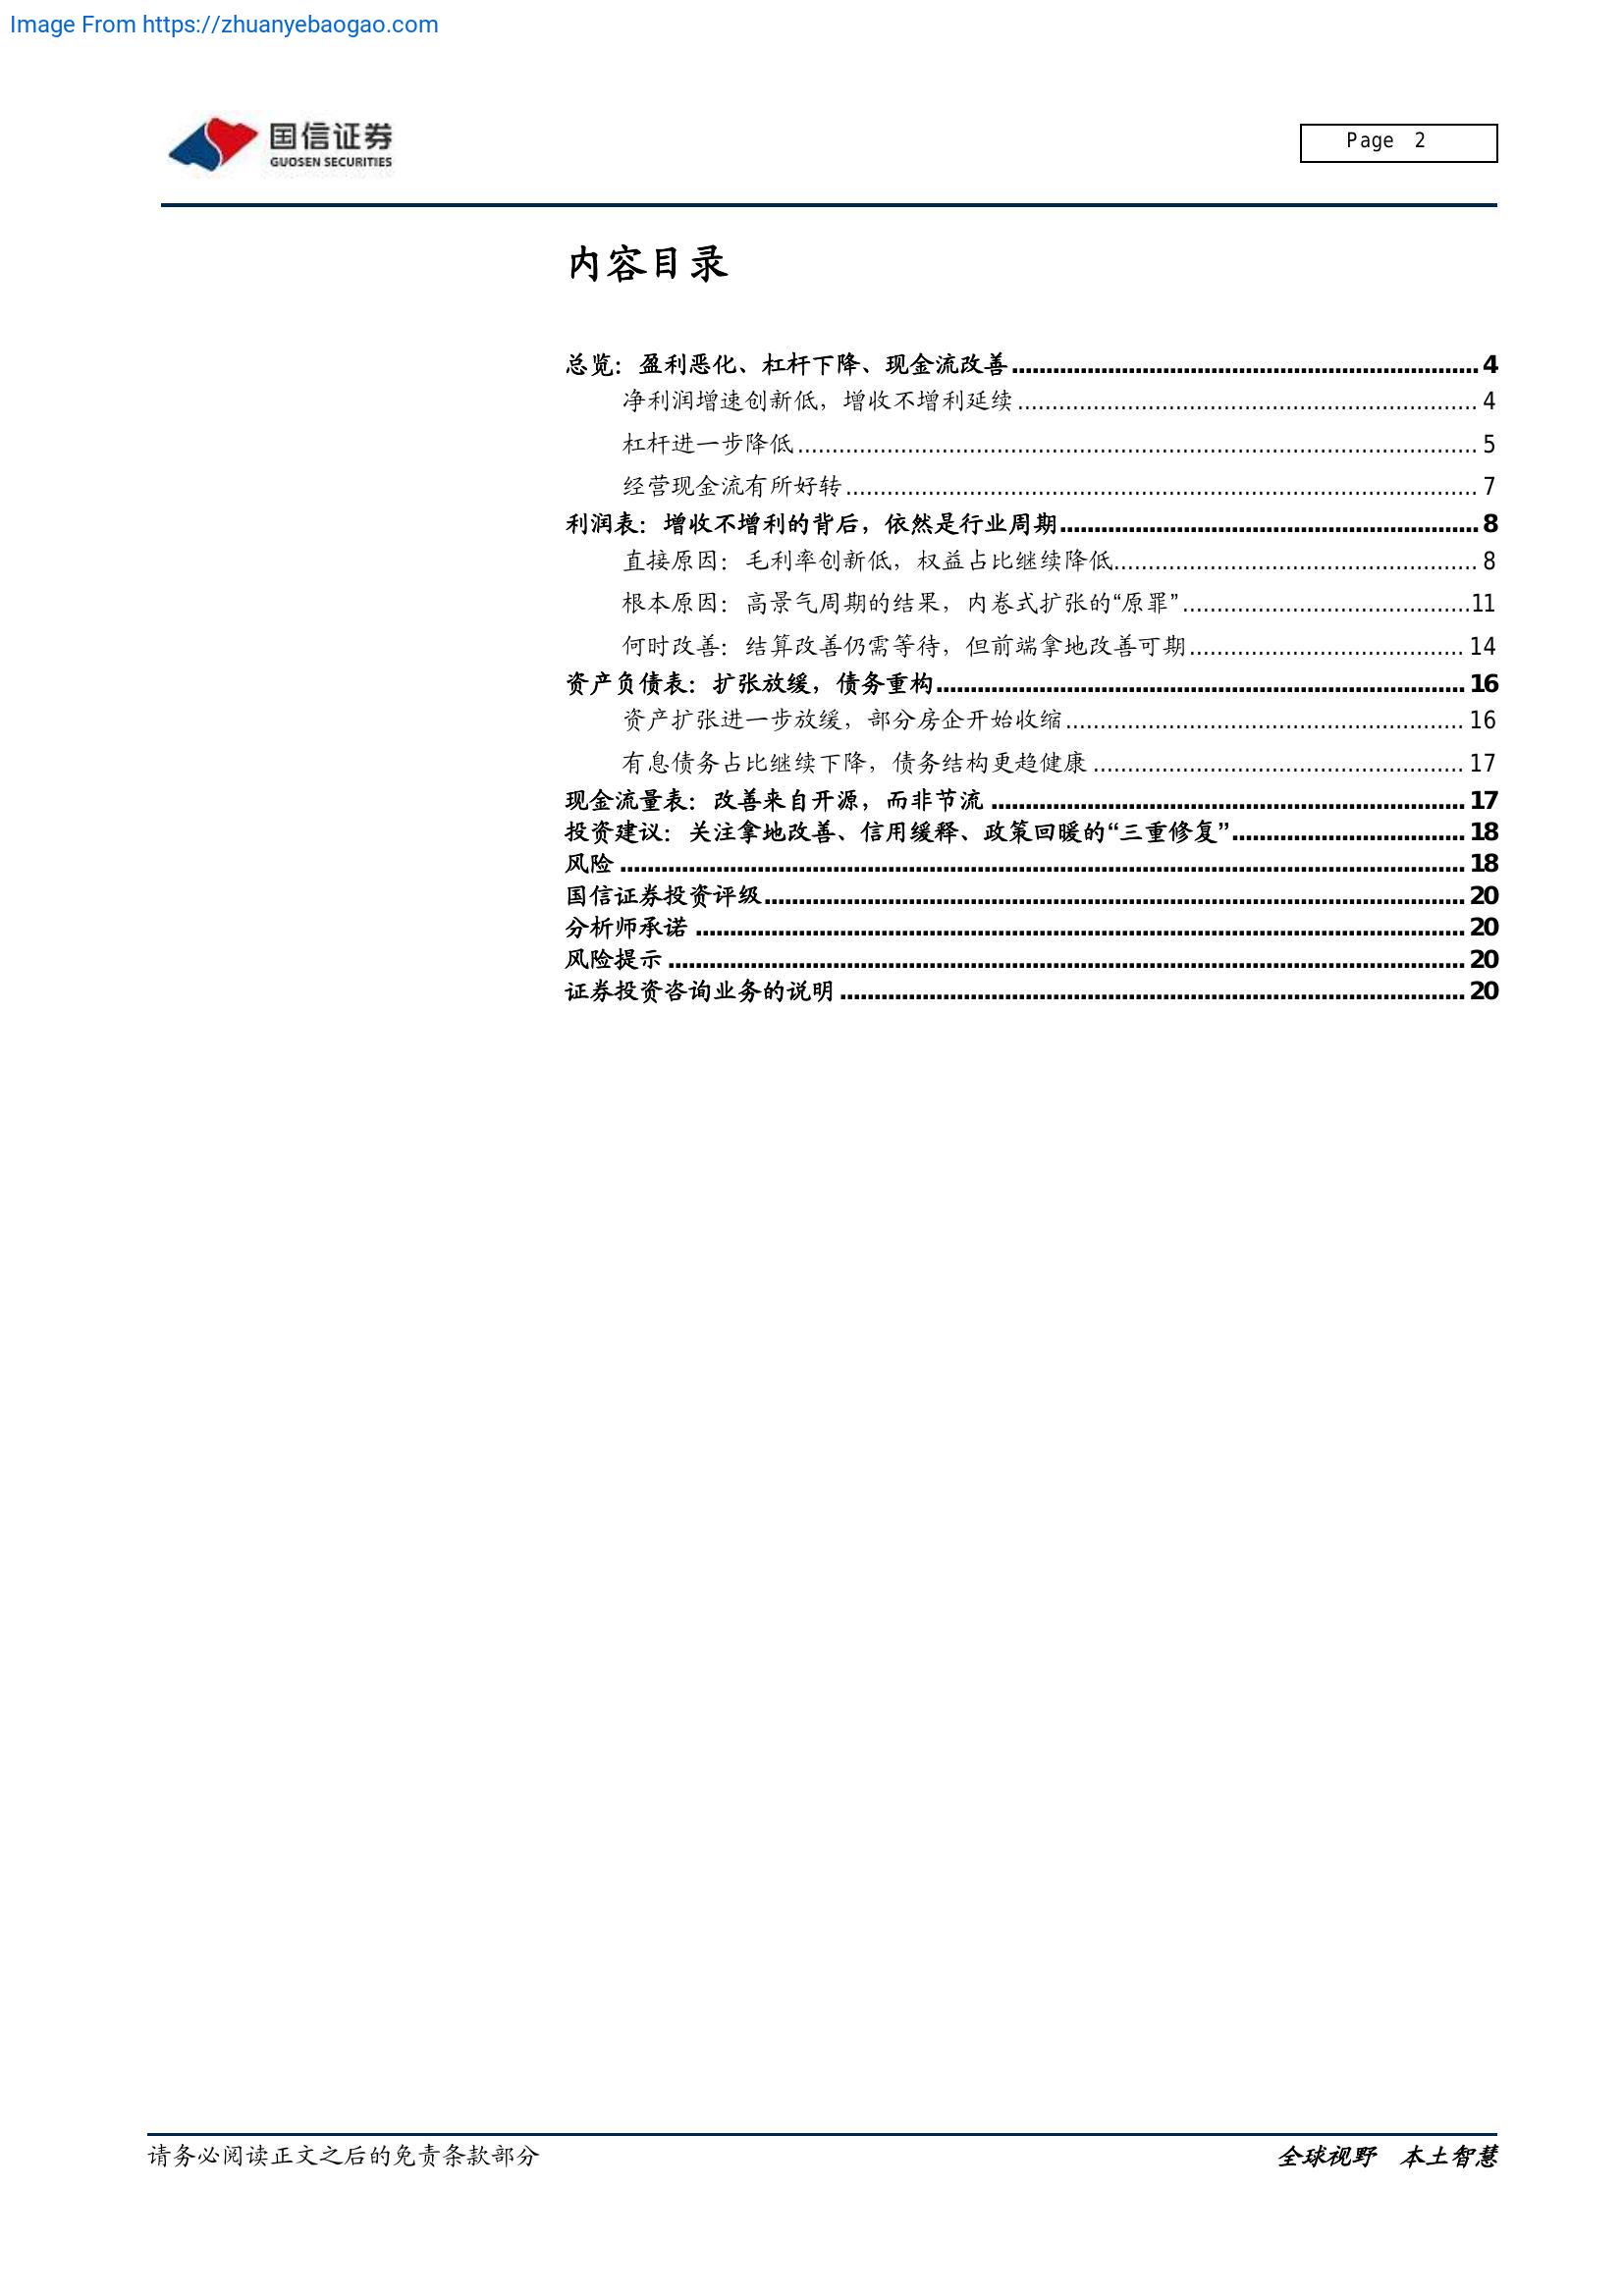 Image From https://zhuanyebaogao.com
国信证券
GUOSEN SECURITIES
Page 2
内容目录
总览：盈利恶化、杠杆下降、现金流改善 4
净利润增速创新低，增收不增利延续 4
杠杆进一步降低 5
经营现金流有所好转 7
利润表：增收不增利的背后，依然是行业周期 8
直接原因：毛利率创新低，权益占比继续降低 8
根本原因：高景气周期的结果，内卷式扩张的“原罪” 11
何时改善：结算改善仍需等待，但前端拿地改善可期 14
资产负债表：扩张放缓，债务重构 16
资产扩张进一步放缓，部分房企开始收缩 16
有息债务占比继续下降，债务结构更趋健康 17
现金流量表：改善来自开源，而非节流 17
投资建议：关注拿地改善、信用缓释、政策回暖的“三重修复” 18
风险 18
国信证券投资评级 20
分析师承诺 20
风险提示 20
证券投资咨询业务的说明 20
请务必阅读正文之后的免责条款部分
全球视野 本土智慧